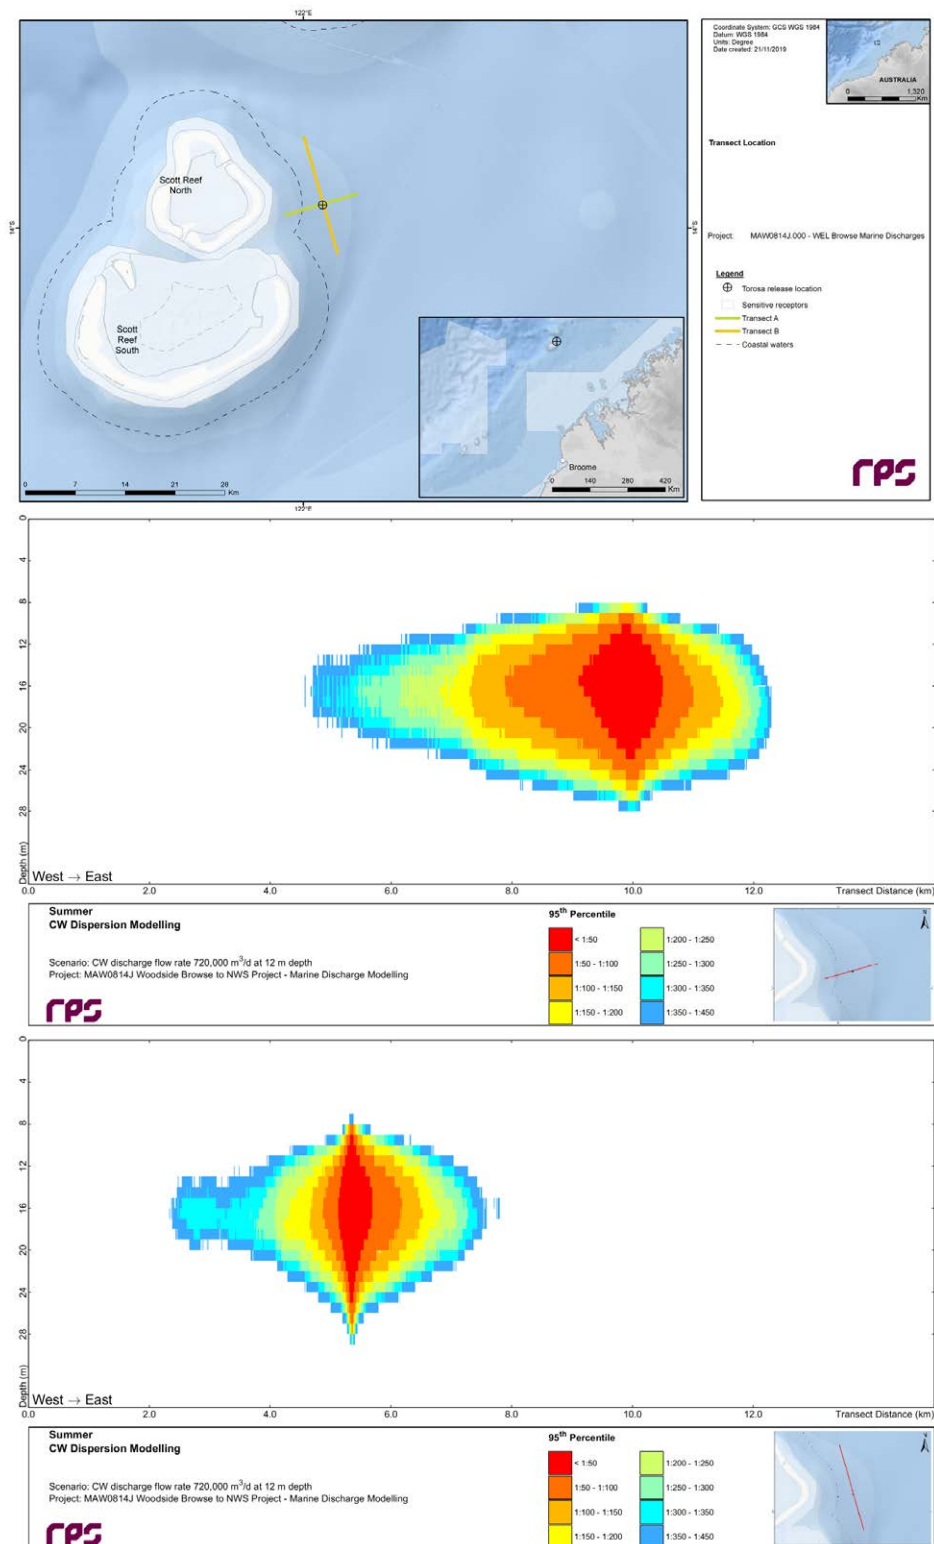 122°E
Coordinate System: GCS WGS 1984
Datum: WGS 1984
Units: Degree
Date created: 21/11/2019
AUSTRALIA
0 1,320
Km
Transect Location
Scott Reef
North
14°S
14°S
Project: MAW0814J.000 - WEL Browse Marine Discharges
Legend
Torosa release location
Sensitive receptors
Transect A
Transect B
Coastal waters
Scott
Reef
South
Broome
0 140 280 420
Km
0 7 14 21 28
Km
122°E
rps
0
4
8
12
16
20
24
28
Depth (m)
West → East
0.0 2.0 4.0 6.0 8.0 10.0 12.0 Transect Distance (km)
Summer
CW Dispersion Modelling
Scenario: CW discharge flow rate 720,000 m³/d at 12 m depth
Project: MAW0814J Woodside Browse to NWS Project - Marine Discharge Modelling
rps
95th Percentile
< 1:50
1:50 - 1:100
1:100 - 1:150
1:150 - 1:200
1:200 - 1:250
1:250 - 1:300
1:300 - 1:350
1:350 - 1:450
N
0
4
8
12
16
20
24
28
Depth (m)
West → East
0.0 2.0 4.0 6.0 8.0 10.0 12.0 Transect Distance (km)
Summer
CW Dispersion Modelling
Scenario: CW discharge flow rate 720,000 m³/d at 12 m depth
Project: MAW0814J Woodside Browse to NWS Project - Marine Discharge Modelling
rps
95th Percentile
< 1:50
1:50 - 1:100
1:100 - 1:150
1:150 - 1:200
1:200 - 1:250
1:250 - 1:300
1:300 - 1:350
1:350 - 1:450
N